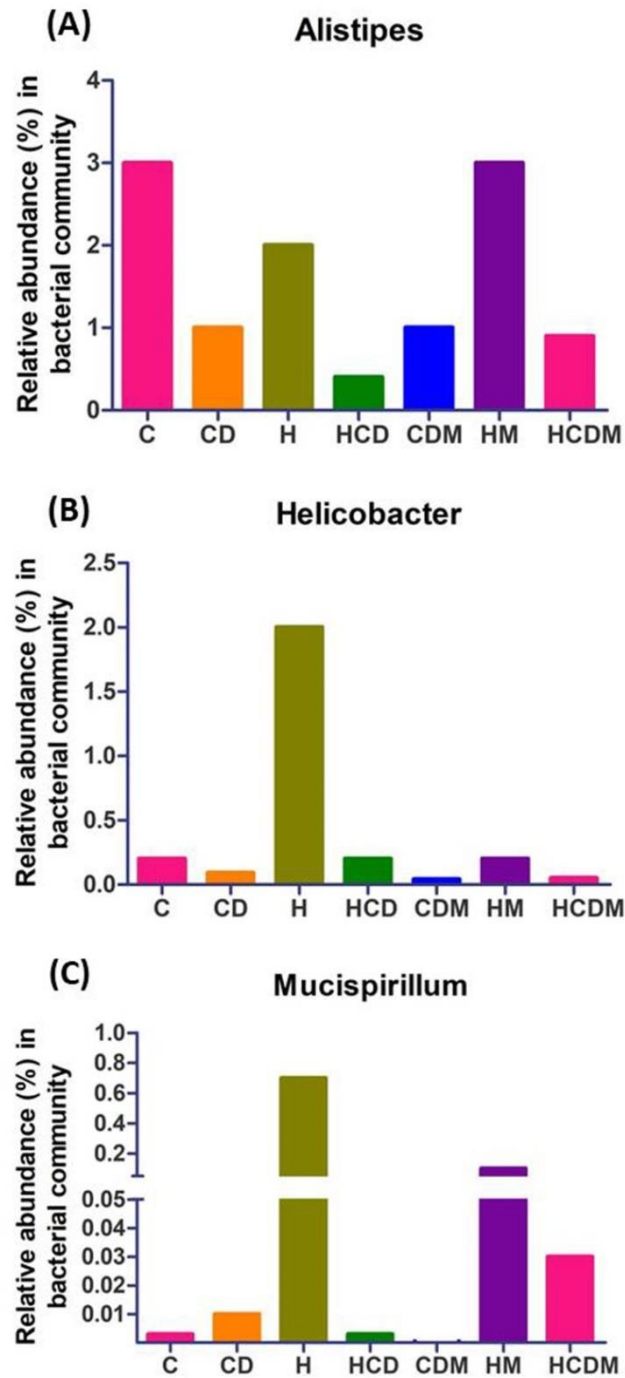 (A)
Alistipes
Relative abundance (%) in
bacterial community
4
3
2
1
0
C CD H HCD CDM HM HCDM
(B)
Helicobacter
Relative abundance (%) in
bacterial community
2.5
2.0
1.5
1.0
0.5
0.0
C CD H HCD CDM HM HCDM
(C)
Mucispirillum
Relative abundance (%) in
bacterial community
1.0
0.8
0.6
0.4
0.2
0.05
0.04
0.03
0.02
0.01
C CD H HCD CDM HM HCDM